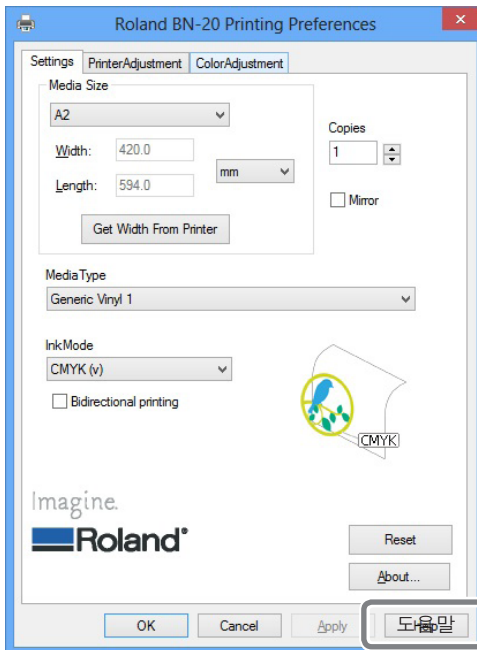 Roland BN-20 Printing Preferences
Settings PrinterAdjustment ColorAdjustment
Media Size
A2
Width: 420.0
Length: 594.0
mm
Get Width From Printer
Copies
1
Mirror
MediaType
Generic Vinyl 1
InkMode
CMYK (v)
Bidirectional printing
CMYK
Imagine.
Roland®
Reset
About...
OK Cancel Apply 도움말